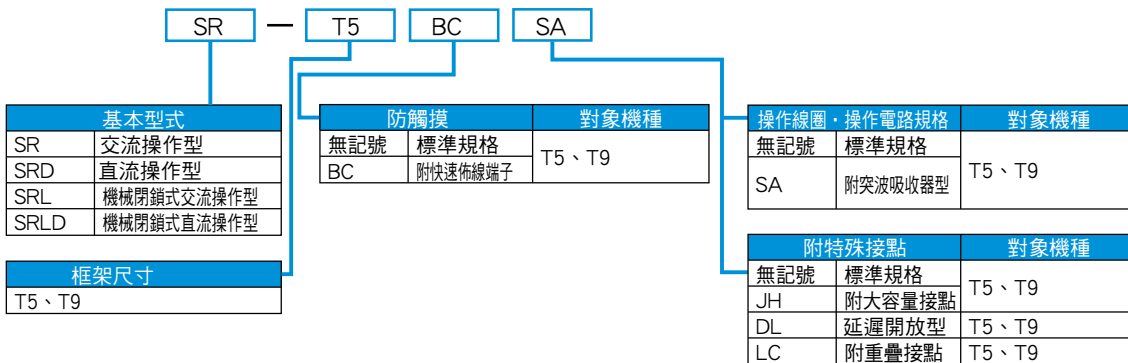 SR — T5 BC SA
基本型式
SR 交流操作型
SRD 直流操作型
SRL 機械閉鎖式交流操作型
SRLD 機械閉鎖式直流操作型
框架尺寸
T5、T9
防觸摸 對象機種
無記號 標準規格 T5、T9
BC 附快速佈線端子
操作線圈・操作電路規格 對象機種
無記號 標準規格 T5、T9
SA 附突波吸收器型
附特殊接點 對象機種
無記號 標準規格 T5、T9
JH 附大容量接點
DL 延遲開放型 T5、T9
LC 附重疊接點 T5、T9